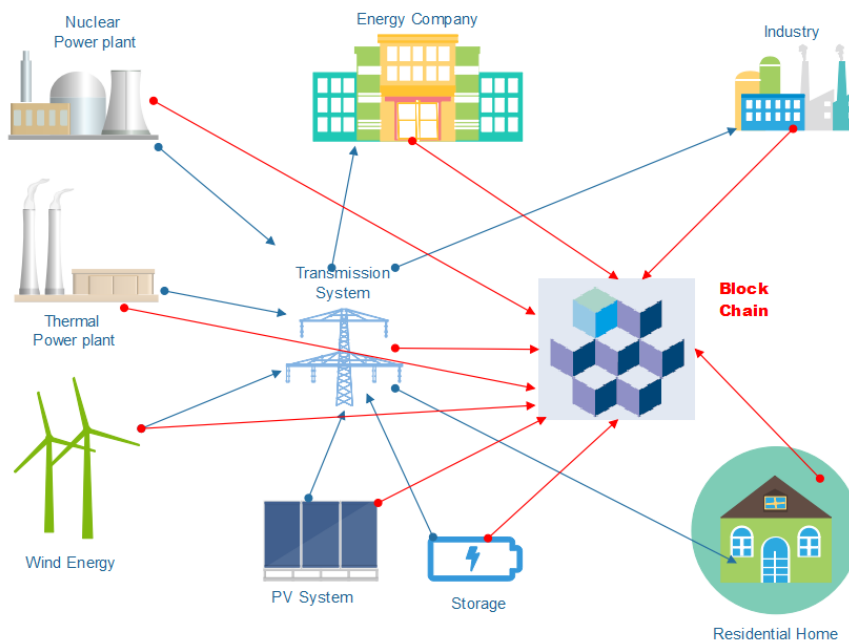 Nuclear
Power plant
Energy Company
Industry
Transmission
System
Block
Chain
Thermal
Power plant
Wind Energy
PV System
Storage
Residential Home